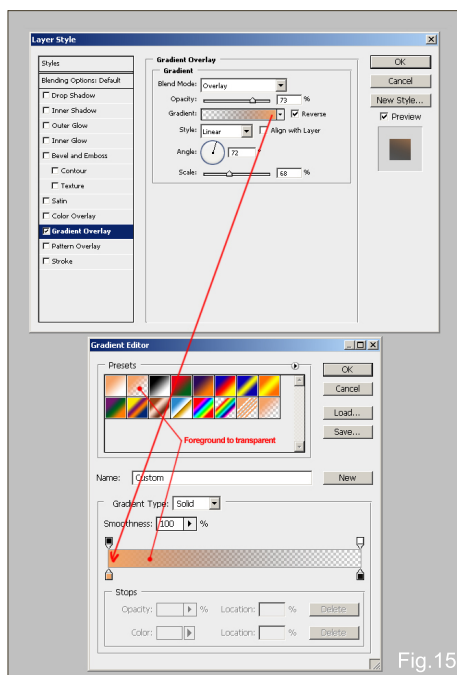 Layer Style
Styles
Blending Options: Default
Drop Shadow
Inner Shadow
Outer Glow
Inner Glow
Bevel and Emboss
Contour
Texture
Satin
Color Overlay
Gradient Overlay
Pattern Overlay
Stroke
Gradient Overlay
Gradient
Blend Mode: Overlay
Opacity: 73 %
Gradient: Reverse
Style: Linear Align with Layer
Angle: 72 °
Scale: 68 %
OK
Cancel
New Style...
Preview
Gradient Editor
Presets
Foreground to transparent
OK
Cancel
Load...
Save...
Name: Custom
New
Gradient Type: Solid
Smoothness: 100 %
Stops
Opacity: % Location: % Delete
Color: Location: % Delete
Fig.15